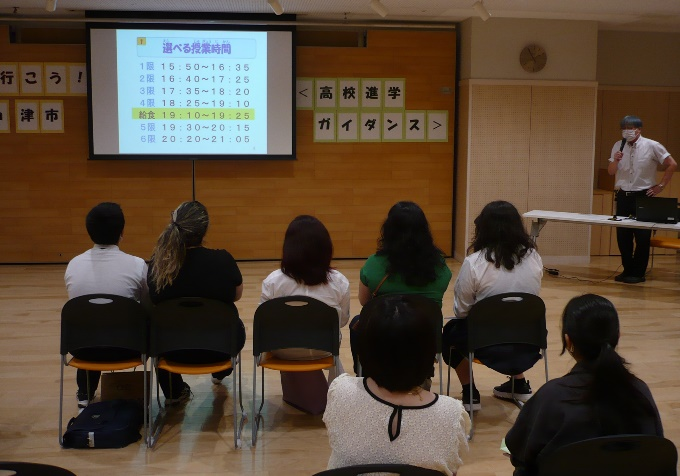 行こう!
津市
1 選べる授業時間
1限 15:50～16:35
2限 16:40～17:25
3限 17:35～18:20
4限 18:25～19:10
給食 19:10～19:25
5限 19:30～20:15
6限 20:20～21:05
<高校進学
ガイダンス>